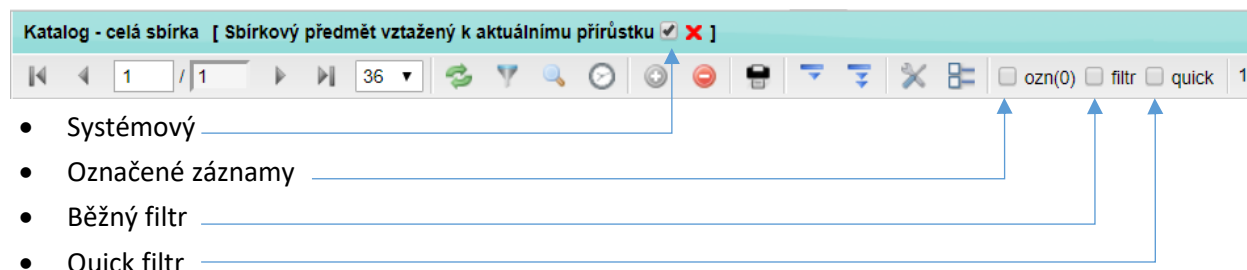 Katalog - celá sbírka [ Sbírkový předmět vztažený k aktuálnímu přírůstku ]
1 / 1 36 ozn(0) filtr quick 1
Systémový
Označené záznamy
Běžný filtr
Quick filtr